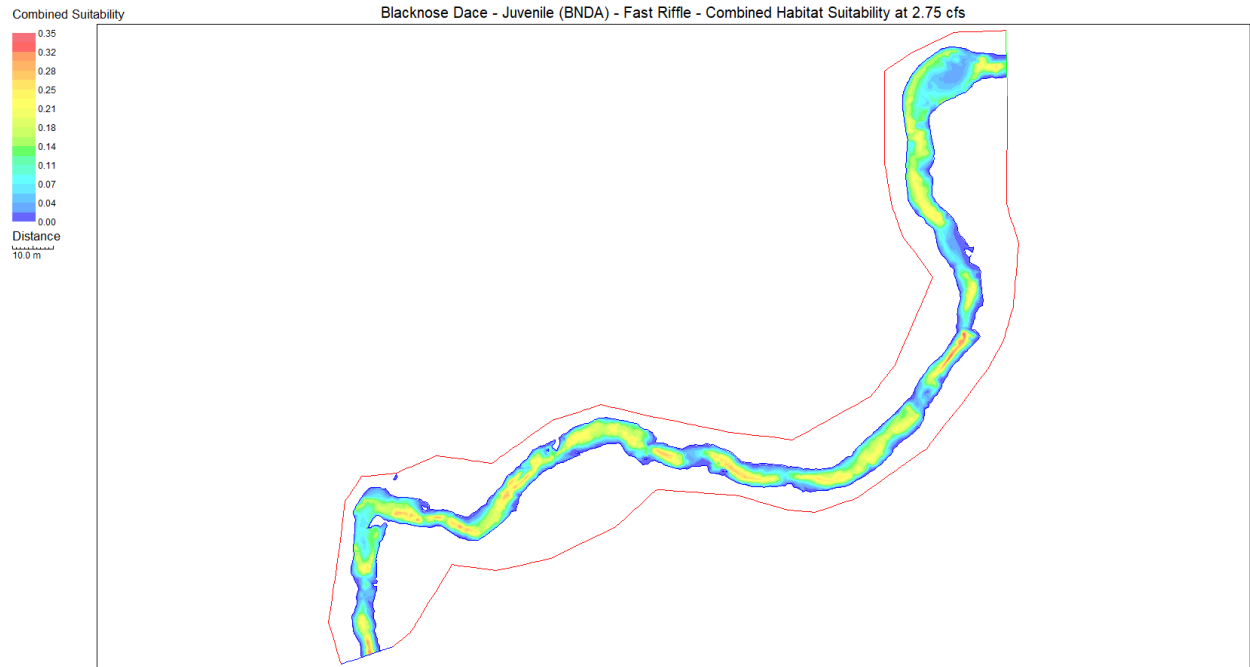 Combined Suitability
Blacknose Dace - Juvenile (BNDA) - Fast Riffle - Combined Habitat Suitability at 2.75 cfs
0.35
0.32
0.28
0.25
0.21
0.18
0.14
0.11
0.07
0.04
0.00
Distance
10.0 m